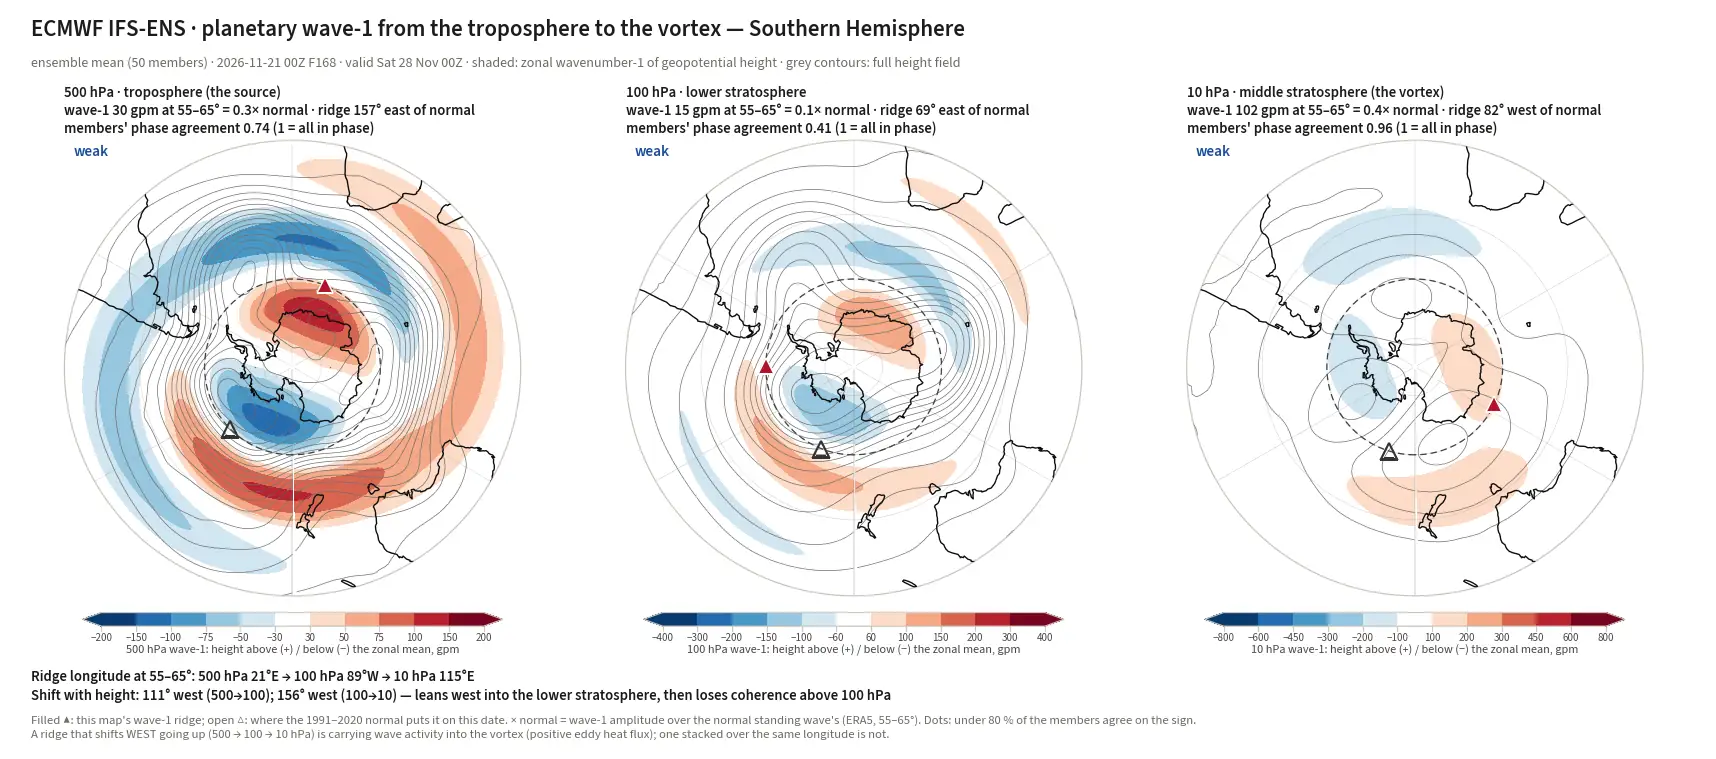 ECMWF IFS-ENS · planetary wave-1 from the troposphere to the vortex — Southern Hemisphere
ensemble mean (50 members) · 2026-11-21 00Z F168 · valid Sat 28 Nov 00Z · shaded: zonal wavenumber-1 of geopotential height · grey contours: full height field
500 hPa · troposphere (the source)
wave-1 30 gpm at 55–65° = 0.3× normal · ridge 157° east of normal
members' phase agreement 0.74 (1 = all in phase)
weak
100 hPa · lower stratosphere
wave-1 15 gpm at 55–65° = 0.1× normal · ridge 69° east of normal
members' phase agreement 0.41 (1 = all in phase)
weak
10 hPa · middle stratosphere (the vortex)
wave-1 102 gpm at 55–65° = 0.4× normal · ridge 82° west of normal
members' phase agreement 0.96 (1 = all in phase)
weak
−200 −150 −100 −75 −50 −30 30 50 75 100 150 200
500 hPa wave-1: height above (+) / below (−) the zonal mean, gpm
−400 −300 −200 −150 −100 −60 60 100 150 200 300 400
100 hPa wave-1: height above (+) / below (−) the zonal mean, gpm
−800 −600 −450 −300 −200 −100 100 200 300 450 600 800
10 hPa wave-1: height above (+) / below (−) the zonal mean, gpm
Ridge longitude at 55–65°: 500 hPa 21°E → 100 hPa 89°W → 10 hPa 115°E
Shift with height: 111° west (500→100); 156° west (100→10) — leans west into the lower stratosphere, then loses coherence above 100 hPa
Filled ▲: this map's wave-1 ridge; open △: where the 1991–2020 normal puts it on this date. × normal = wave-1 amplitude over the normal standing wave's (ERA5, 55–65°). Dots: under 80 % of the members agree on the sign.
A ridge that shifts WEST going up (500 → 100 → 10 hPa) is carrying wave activity into the vortex (positive eddy heat flux); one stacked over the same longitude is not.